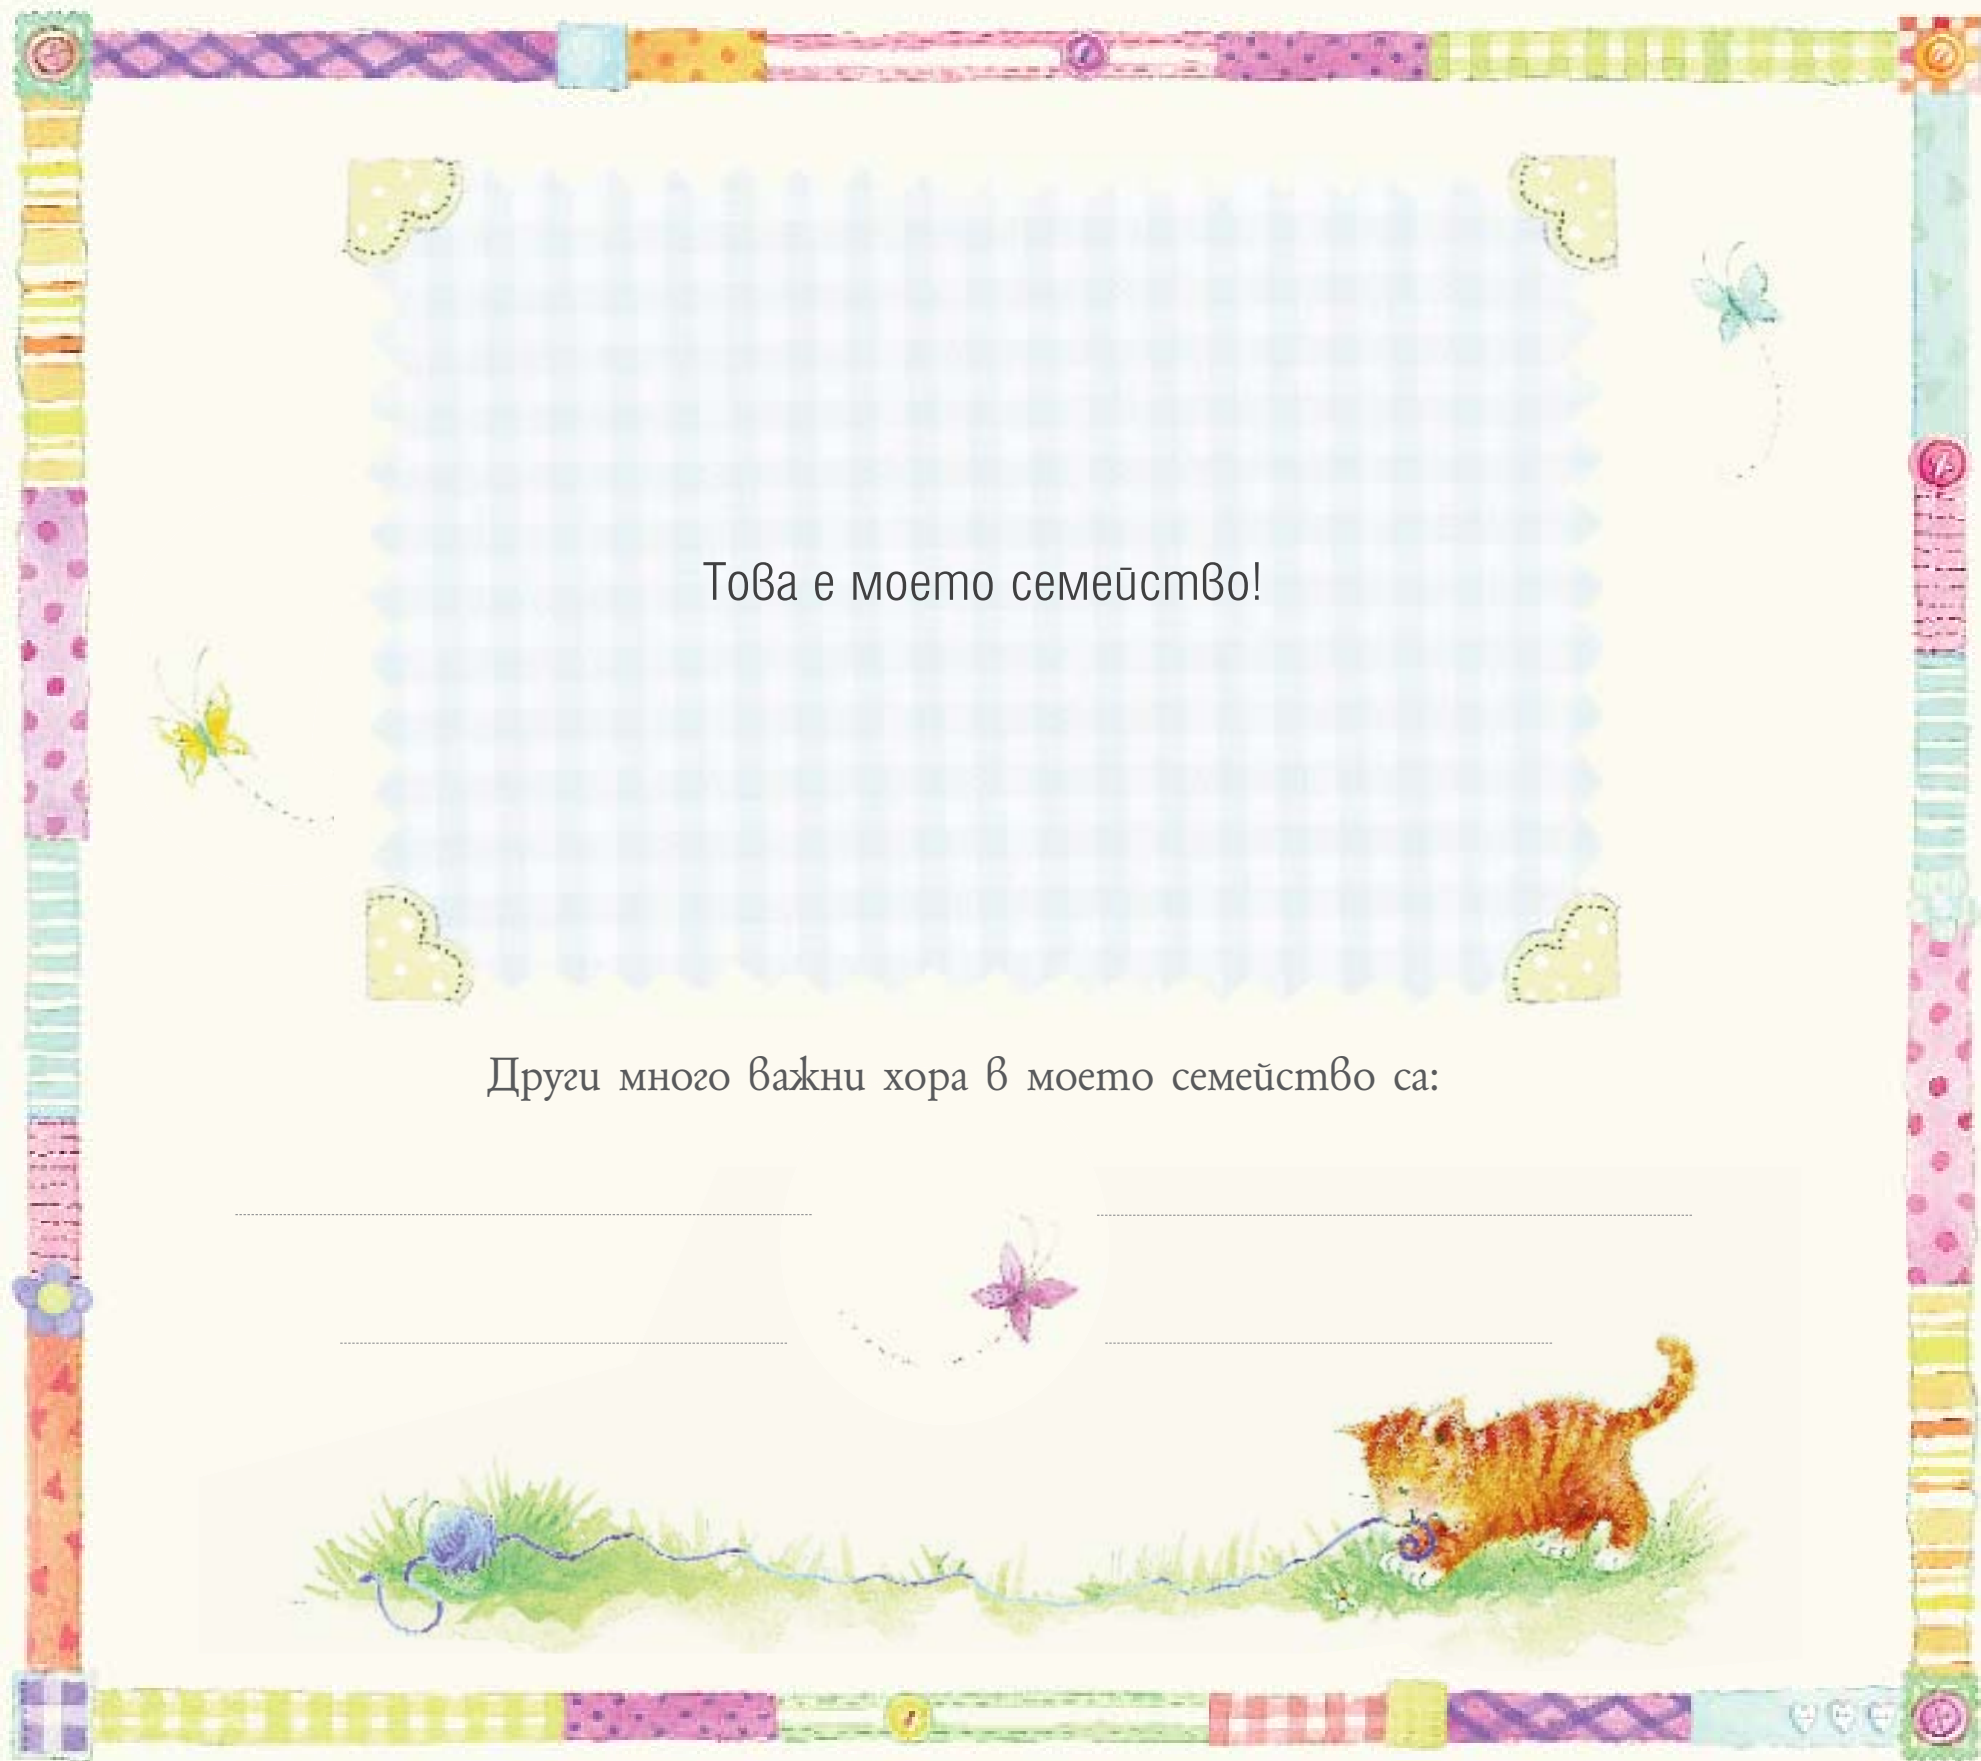 Това е моето семейство!
Други много важни хора в моето семейство са: